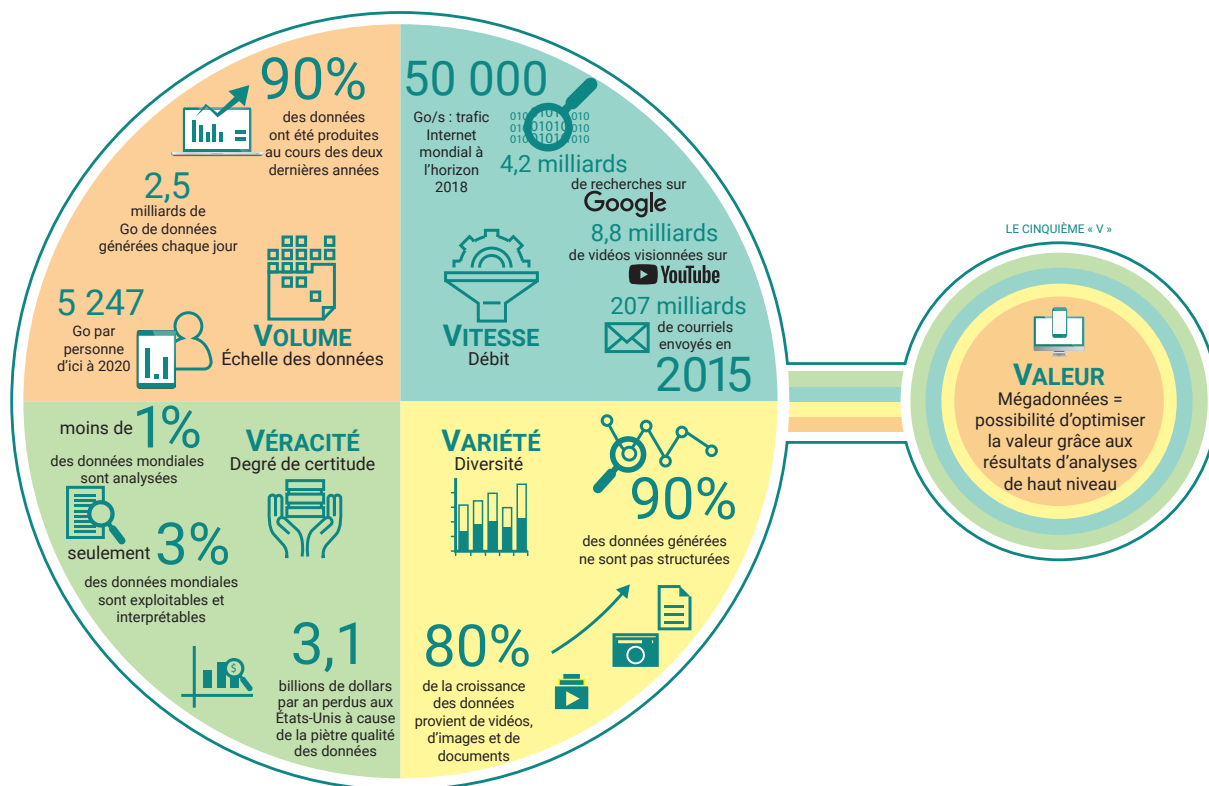 90%
des données
ont été produites
au cours des deux
dernières années
2,5
milliards de
Go de données
générées chaque jour
5 247
Go par
personne
d'ici à 2020
VOLUME
Échelle des données
50 000
Go/s : trafic
Internet
mondial à
l'horizon
2018
010101010010
010101010010
010101010010
4,2 milliards
de recherches sur
Google
8,8 milliards
de vidéos visionnées sur
YouTube
207 milliards
de courriels
envoyés en
2015
VITESSE
Débit
moins de 1%
des données mondiales
sont analysées
seulement 3%
des données mondiales
sont exploitables et
interprétables
VÉRACITÉ
Degré de certitude
3,1
billions de dollars
par an perdus aux
États-Unis à cause
de la piètre qualité
des données
VARIÉTÉ
Diversité
90%
des données générées
ne sont pas structurées
80%
de la croissance
des données
provient de vidéos,
d'images et de
documents
LE CINQUIÈME « V »
VALEUR
Mégadonnées =
possibilité d'optimiser
la valeur grâce aux
résultats d'analyses
de haut niveau